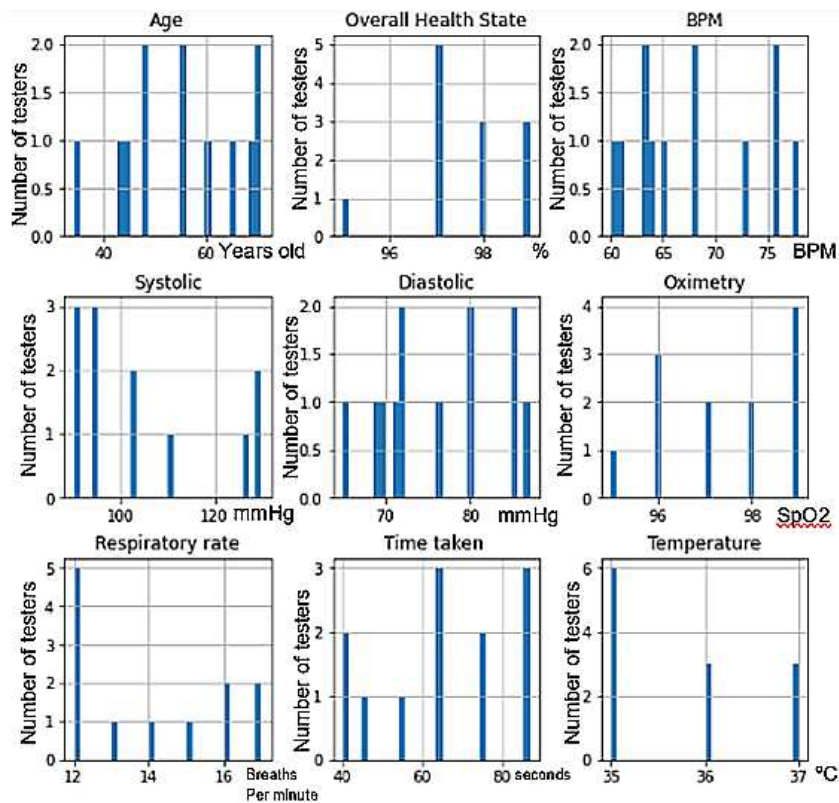 Age
Overall Health State
BPM
Number of testers
2.0
1.5
1.0
0.5
0.0
40
60
Years old
Number of testers
5
4
3
2
1
0
96
98
%
Number of testers
2.0
1.5
1.0
0.5
0.0
60
65
70
75
BPM
Systolic
Diastolic
Oximetry
Number of testers
3
2
1
0
100
120
mmHg
Number of testers
2.0
1.5
1.0
0.5
0.0
70
80
mmHg
Number of testers
4
3
2
1
0
96
98
SpO2
Respiratory rate
Time taken
Temperature
Number of testers
5
4
3
2
1
0
12
14
16
Breaths
Per minute
Number of testers
3
2
1
0
40
60
80
seconds
Number of testers
6
4
2
0
35
36
37
ºC